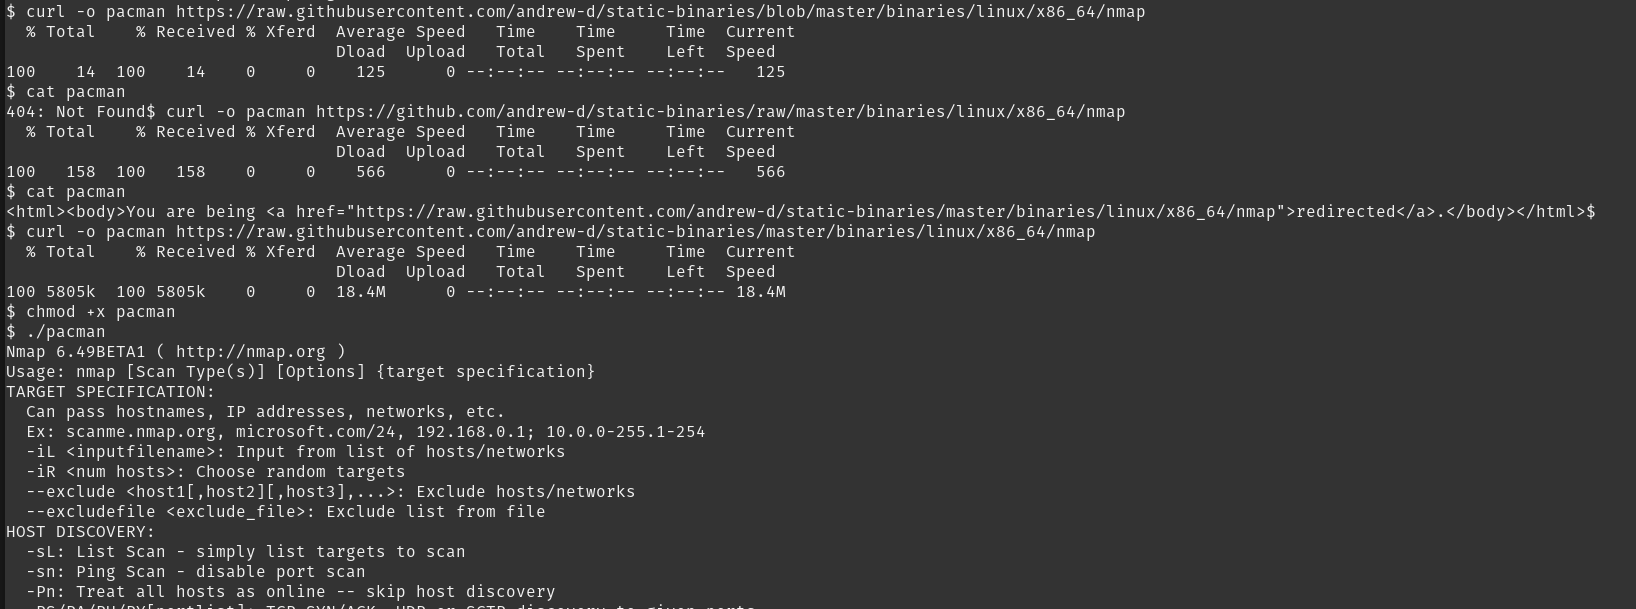 $ curl -o pacman https://raw.githubusercontent.com/andrew-d/static-binaries/blob/master/binaries/linux/x86_64/nmap
  % Total    % Received % Xferd  Average Speed   Time    Time     Time  Current
                                 Dload  Upload   Total   Spent    Left  Speed
100    14  100    14    0     0    125      0 --:--:-- --:--:-- --:--:--   125
$ cat pacman
404: Not Found$ curl -o pacman https://github.com/andrew-d/static-binaries/raw/master/binaries/linux/x86_64/nmap
  % Total    % Received % Xferd  Average Speed   Time    Time     Time  Current
                                 Dload  Upload   Total   Spent    Left  Speed
100   158  100   158    0     0    566      0 --:--:-- --:--:-- --:--:--   566
$ cat pacman
<html><body>You are being <a href="https://raw.githubusercontent.com/andrew-d/static-binaries/master/binaries/linux/x86_64/nmap">redirected</a>.</body></html>$
$ curl -o pacman https://raw.githubusercontent.com/andrew-d/static-binaries/master/binaries/linux/x86_64/nmap
  % Total    % Received % Xferd  Average Speed   Time    Time     Time  Current
                                 Dload  Upload   Total   Spent    Left  Speed
100 5805k  100 5805k    0     0  18.4M      0 --:--:-- --:--:-- --:--:-- 18.4M
$ chmod +x pacman
$ ./pacman
Nmap 6.49BETA1 ( http://nmap.org )
Usage: nmap [Scan Type(s)] [Options] {target specification}
TARGET SPECIFICATION:
  Can pass hostnames, IP addresses, networks, etc.
  Ex: scanme.nmap.org, microsoft.com/24, 192.168.0.1; 10.0.0-255.1-254
  -iL <inputfilename>: Input from list of hosts/networks
  -iR <num hosts>: Choose random targets
  --exclude <host1[,host2][,host3],...>: Exclude hosts/networks
  --excludefile <exclude_file>: Exclude list from file
HOST DISCOVERY:
  -sL: List Scan - simply list targets to scan
  -sn: Ping Scan - disable port scan
  -Pn: Treat all hosts as online -- skip host discovery